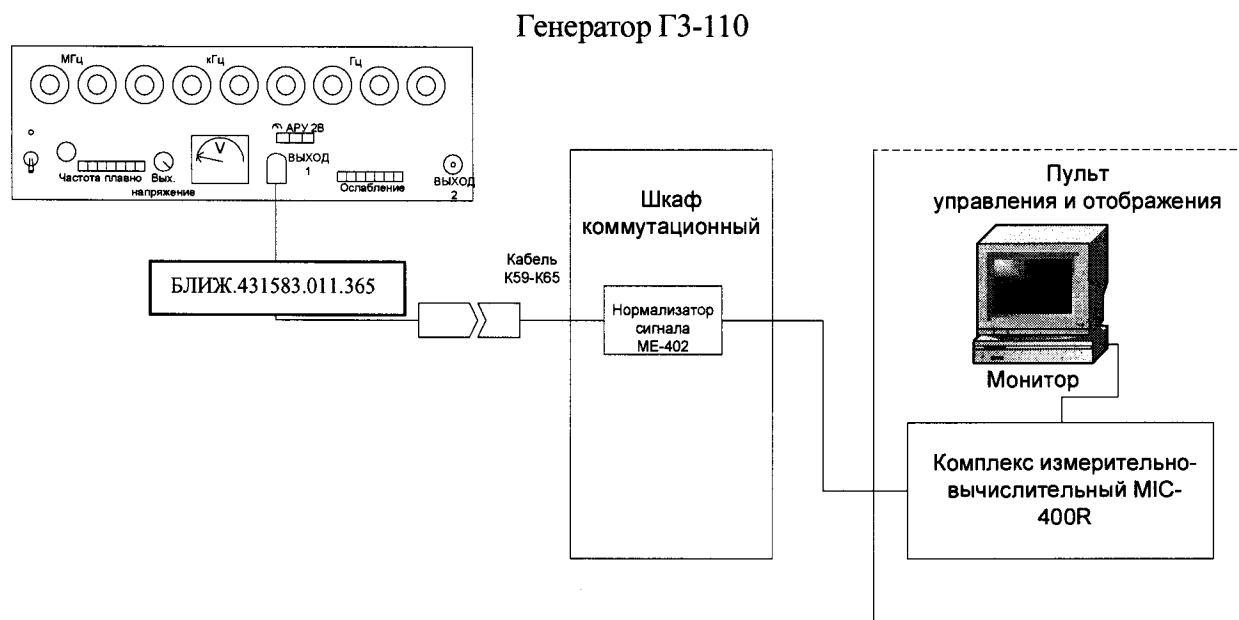 Генератор Г3-110
МГц
кГц
Гц
АРУ 2В
V
ВЫХОД
1
Частота плавно
Вых.
напряжение
Ослабление
ВЫХОД
2
БЛИЖ.431583.011.365
Кабель
К59-К65
Шкаф
коммутационный
Нормализатор
сигнала
МЕ-402
Пульт
управления и отображения
Монитор
Комплекс измерительно-
вычислительный MIC-
400R